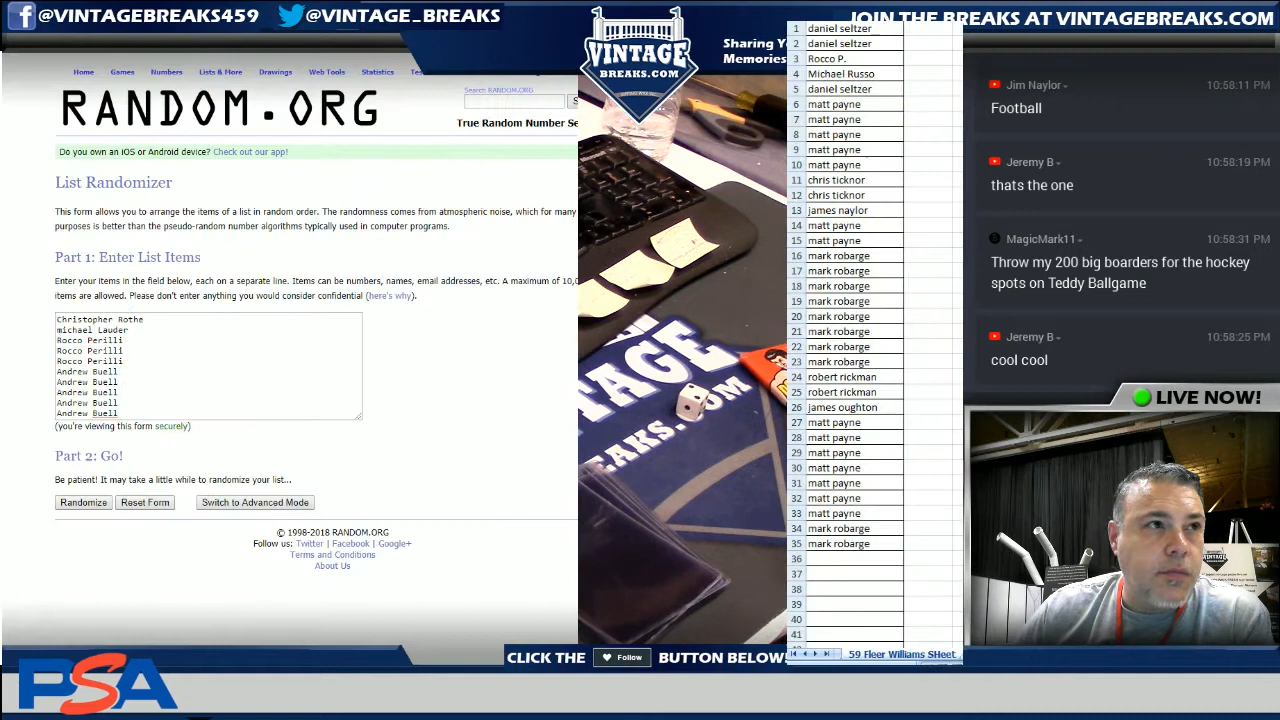 @VINTAGEBREAKS459
@VINTAGE_BREAKS
JOIN THE BREAKS AT VINTAGEBREAKS.COM
VINTAGE
BREAKS.COM
Sharing
Memories
Home Games Numbers Lists & More Drawings Web Tools Statistics
Search RANDOM.ORG
RANDOM.ORG
True Random Number Se
Do you own an iOS or Android device? Check out our app!
List Randomizer
This form allows you to arrange the items of a list in random order. The randomness comes from atmospheric noise, which for many
purposes is better than the pseudo-random number algorithms typically used in computer programs.
Part 1: Enter List Items
Enter your items in the field below, each on a separate line. Items can be numbers, names, email addresses, etc. A maximum of 10,0
items are allowed. Please don't enter anything you would consider confidential (here's why).
Christopher Rothe
michael Lauder
Rocco Perilli
Rocco Perilli
Rocco Perilli
Andrew Buell
Andrew Buell
Andrew Buell
Andrew Buell
Andrew Buell
(you're viewing this form securely)
Part 2: Go!
Be patient! It may take a little while to randomize your list...
Randomize Reset Form Switch to Advanced Mode
© 1998-2018 RANDOM.ORG
Follow us: Twitter | Facebook | Google+
Terms and Conditions
About Us
1 daniel seltzer
2 daniel seltzer
3 Rocco P.
4 Michael Russo
5 daniel seltzer
6 matt payne
7 matt payne
8 matt payne
9 matt payne
10 matt payne
11 chris ticknor
12 chris ticknor
13 james naylor
14 matt payne
15 matt payne
16 mark robarge
17 mark robarge
18 mark robarge
19 mark robarge
20 mark robarge
21 mark robarge
22 mark robarge
23 mark robarge
24 robert rickman
25 robert rickman
26 james oughton
27 matt payne
28 matt payne
29 matt payne
30 matt payne
31 matt payne
32 matt payne
33 matt payne
34 mark robarge
35 mark robarge
36
37
38
39
40
41
59 Fleer Williams SHeet
Jim Naylor 10:58:11 PM
Football
Jeremy B 10:58:19 PM
thats the one
MagicMark11 10:58:31 PM
Throw my 200 big boarders for the hockey
spots on Teddy Ballgame
Jeremy B 10:58:25 PM
cool cool
LIVE NOW!
CLICK THE Follow BUTTON BELOW
PSA